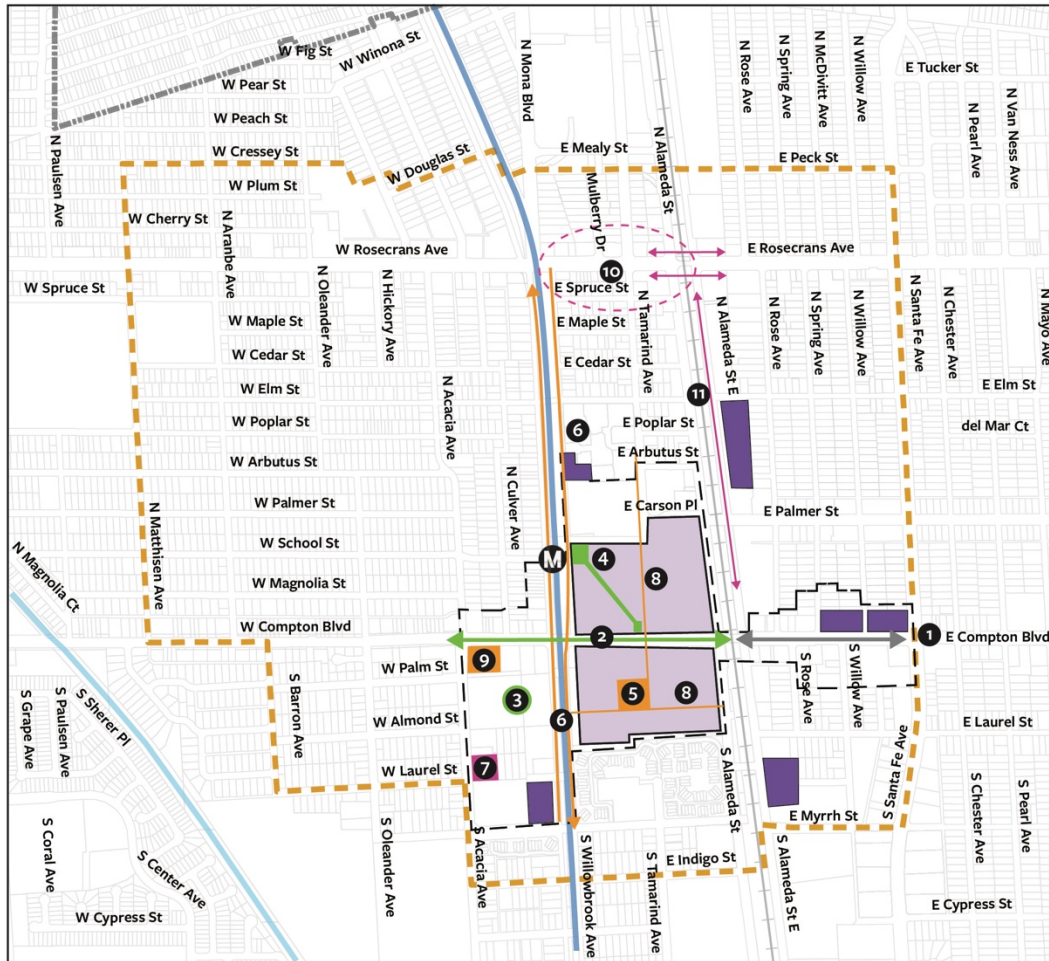 W Fig St
W Winona St
N Mona Blvd
N Rose Ave
N Spring Ave
N McDivitt Ave
N Willow Ave
E Tucker St
W Pear St
W Peach St
N Pearl Ave
N Van Ness Ave
N Paulsen Ave
W Cressey St
W Douglas St
E Mealy St
N Alameda St
E Peck St
W Plum St
Mulberry Dr
W Cherry St
N Aranbe Ave
W Rosecrans Ave
E Rosecrans Ave
10
W Spruce St
N Oleander Ave
N Hickory Ave
E Spruce St
N Tamarind Ave
N Alameda St E
N Rose Ave
N Spring Ave
N Willow Ave
N Santa Fe Ave
N Chester Ave
N Mayo Ave
W Maple St
E Maple St
W Cedar St
E Cedar St
W Elm St
N Acacia Ave
11
E Elm St
W Poplar St
6
E Poplar St
del Mar Ct
W Arbutus St
E Arbutus St
N Culver Ave
W Palmer St
E Carson Pl
E Palmer St
N Matthisen Ave
W School St
N Magnolia Ct
M
4
8
W Magnolia St
W Compton Blvd
2
1
E Compton Blvd
W Palm St
9
S Grape Ave
S Paulsen Ave
S Sherer Pl
S Barron Ave
3
5
8
S Rose Ave
S Willow Ave
W Almond St
6
E Laurel St
W Laurel St
7
S Alameda St
S Santa Fe Ave
S Chester Ave
S Pearl Ave
S Coral Ave
S Center Ave
S Oleander Ave
S Acacia Ave
S Willowbrook Ave
S Tamarind Ave
E Myrrh St
E Indigo St
S Alameda St E
W Cypress St
E Cypress St